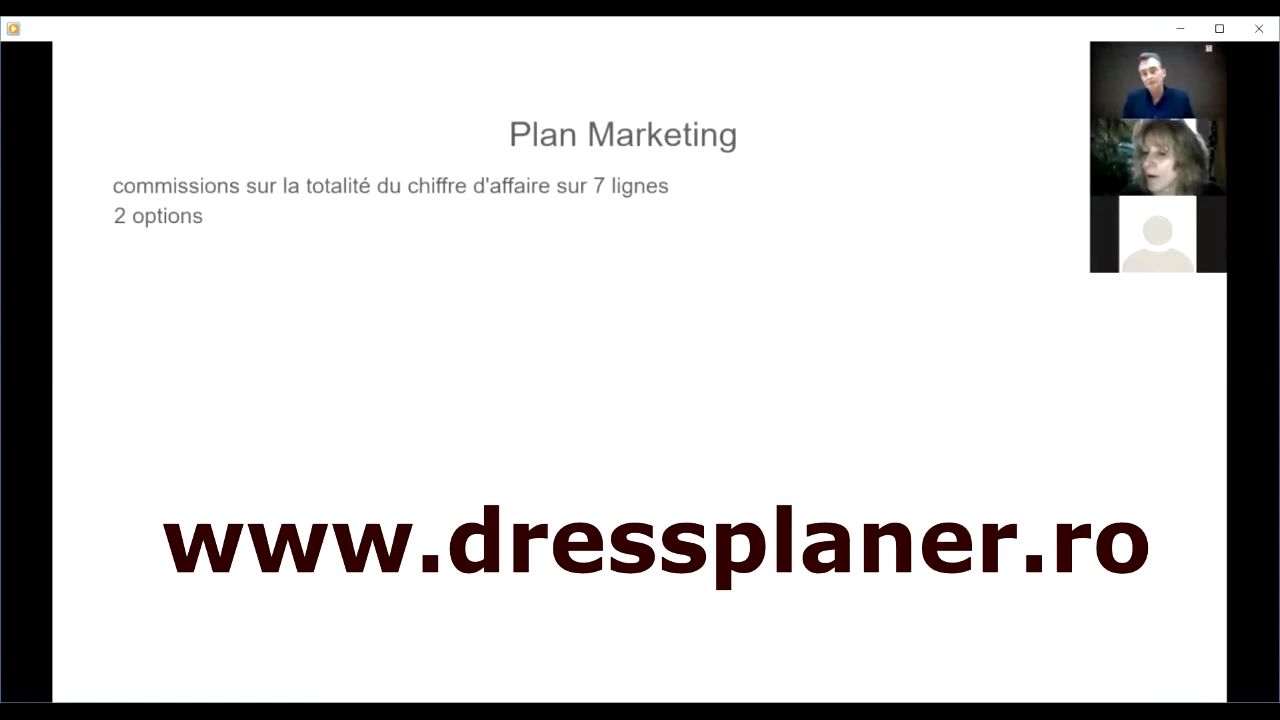 Plan Marketing
commissions sur la totalité du chiffre d'affaire sur 7 lignes
2 options
www.dressplaner.ro